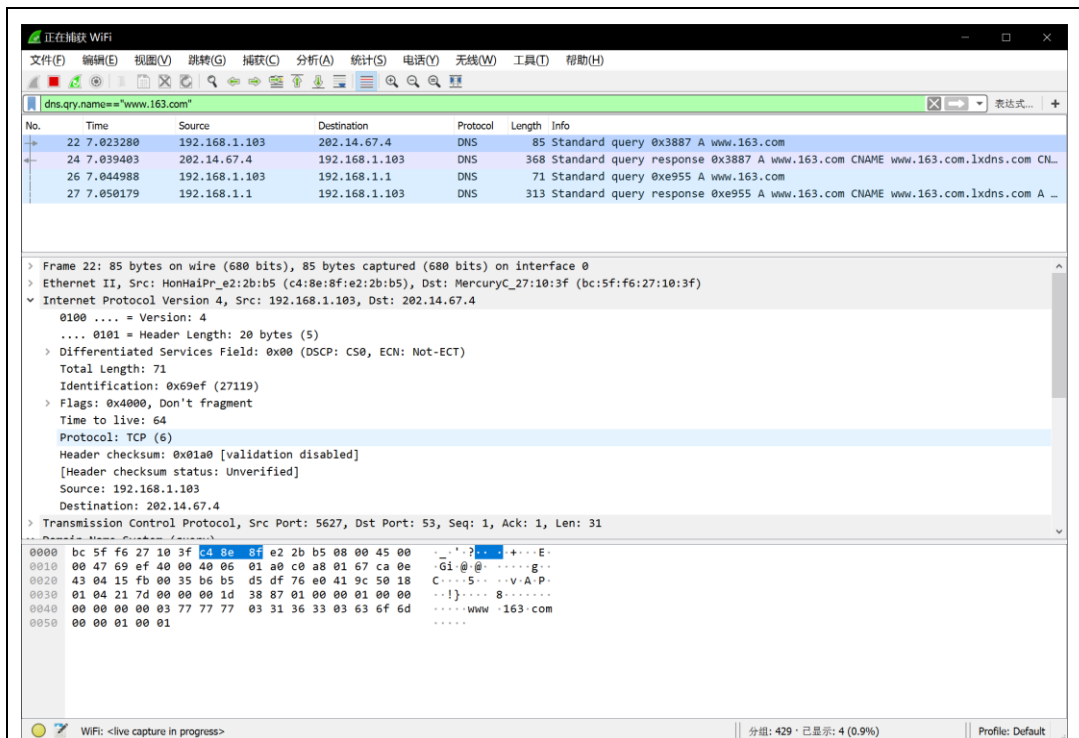 正在捕获 WiFi
文件(F) 编辑(E) 视图(V) 跳转(G) 捕获(C) 分析(A) 统计(S) 电话(Y) 无线(W) 工具(T) 帮助(H)
dns.qry.name=="www.163.com" 表达式… +
No. Time Source Destination Protocol Length Info
22 7.023280 192.168.1.103 202.14.67.4 DNS 85 Standard query 0x3887 A www.163.com
24 7.039403 202.14.67.4 192.168.1.103 DNS 368 Standard query response 0x3887 A www.163.com CNAME www.163.com.lxdns.com CN…
26 7.044988 192.168.1.103 192.168.1.1 DNS 71 Standard query 0xe955 A www.163.com
27 7.050179 192.168.1.1 192.168.1.103 DNS 313 Standard query response 0xe955 A www.163.com CNAME www.163.com.lxdns.com A …
> Frame 22: 85 bytes on wire (680 bits), 85 bytes captured (680 bits) on interface 0
> Ethernet II, Src: HonHaiPr_e2:2b:b5 (c4:8e:8f:e2:2b:b5), Dst: MercuryC_27:10:3f (bc:5f:f6:27:10:3f)
Internet Protocol Version 4, Src: 192.168.1.103, Dst: 202.14.67.4
0100 .... = Version: 4
.... 0101 = Header Length: 20 bytes (5)
> Differentiated Services Field: 0x00 (DSCP: CS0, ECN: Not-ECT)
Total Length: 71
Identification: 0x69ef (27119)
> Flags: 0x4000, Don't fragment
Time to live: 64
Protocol: TCP (6)
Header checksum: 0x01a0 [validation disabled]
[Header checksum status: Unverified]
Source: 192.168.1.103
Destination: 202.14.67.4
> Transmission Control Protocol, Src Port: 5627, Dst Port: 53, Seq: 1, Ack: 1, Len: 31
Domain Name System (query)
0000 bc 5f f6 27 10 3f c4 8e 8f e2 2b b5 08 00 45 00 ·_·'·?·· ··+···E·
0010 00 47 69 ef 40 00 40 06 01 a0 c0 a8 01 67 ca 0e ·Gi·@·@· ·····g··
0020 43 04 15 fb 00 35 b6 b5 d5 df 76 e0 41 9c 50 18 C····5·· ··v·A·P·
0030 01 04 21 7d 00 00 00 1d 38 87 01 00 00 01 00 00 ··!}···· 8·······
0040 00 00 00 00 03 77 77 77 03 31 36 33 03 63 6f 6d ·····www ·163·com
0050 00 00 01 00 01 ·····
WiFi: <live capture in progress> 分组: 429 · 已显示: 4 (0.9%) Profile: Default